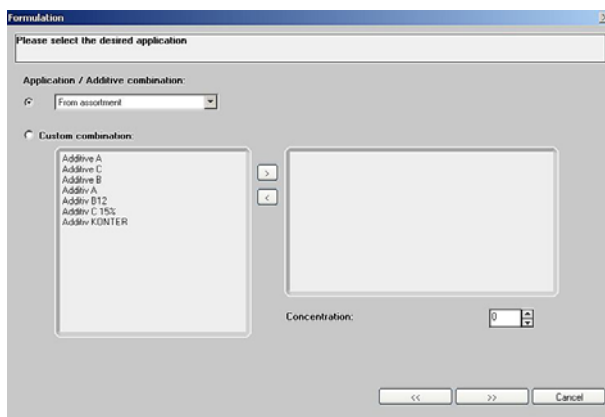 Formulation
Please select the desired application
Application / Additive combination:
From assortment
Custom combination:
Additive A
Additive C
Additive B
Additiv A
Additiv B12
Additiv C 15%
Additiv KONTER
>
<
Concentration:
0
<<
>>
Cancel